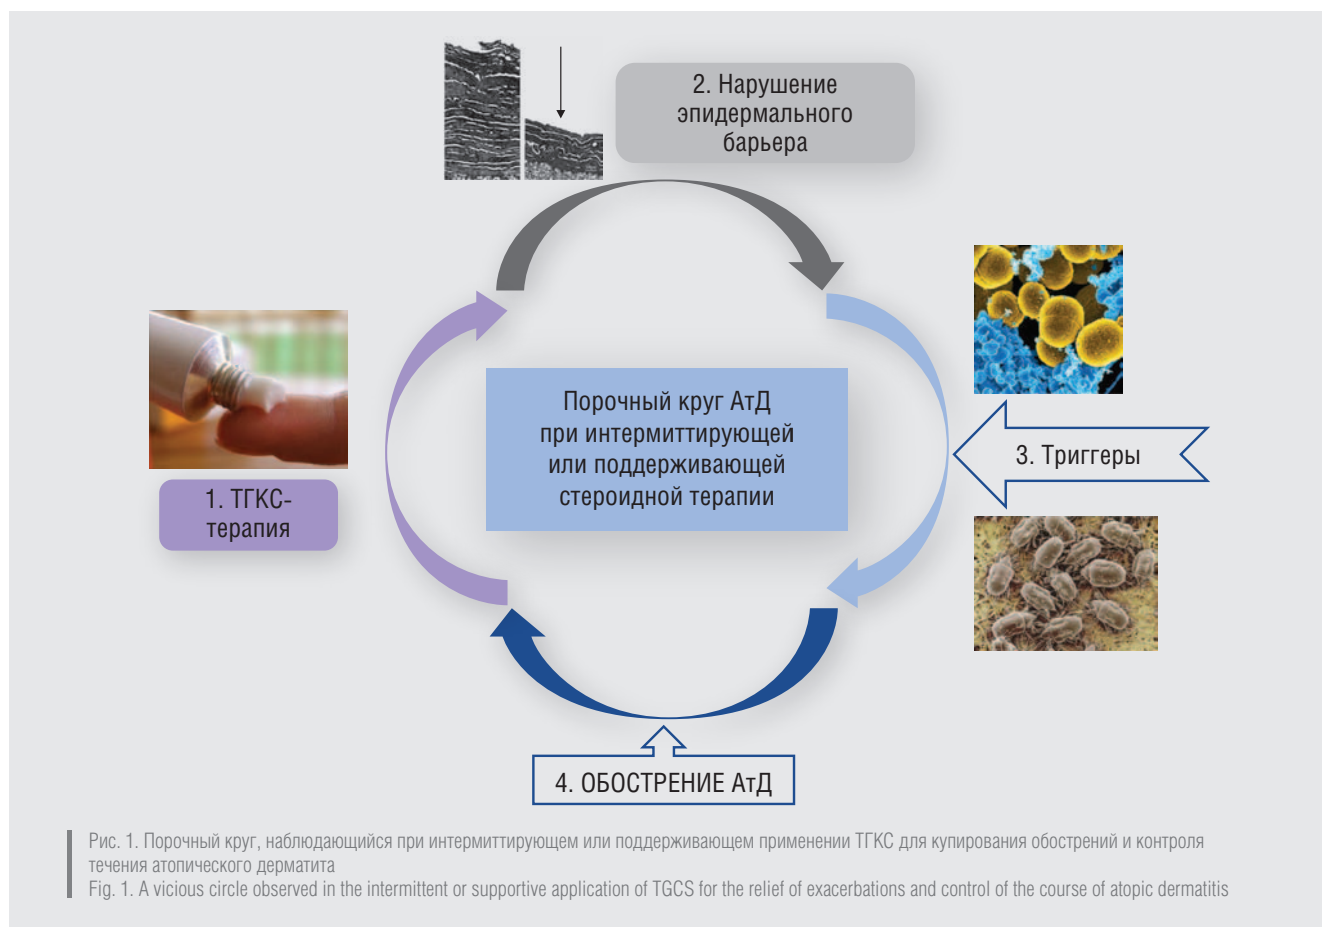 2. Нарушение
эпидермального
барьера
Порочный круг АтД
при интермиттирующей
или поддерживающей
стероидной терапии
3. Триггеры
1. ТГКС-
терапия
4. ОБОСТРЕНИЕ АтД
Рис. 1. Порочный круг, наблюдающийся при интермиттирующем или поддерживающем применении ТГКС для купирования обострений и контроля
течения атопического дерматита
Fig. 1. A vicious circle observed in the intermittent or supportive application of TGCS for the relief of exacerbations and control of the course of atopic dermatitis